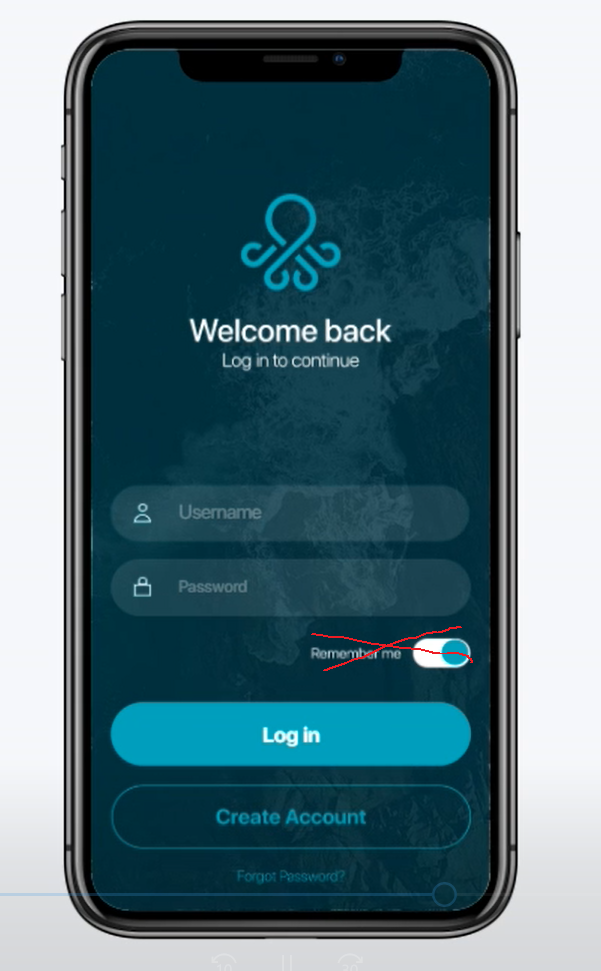 Welcome back
Log in to continue
Username
Password
Remember me
Log in
Create Account
Forgot Password?